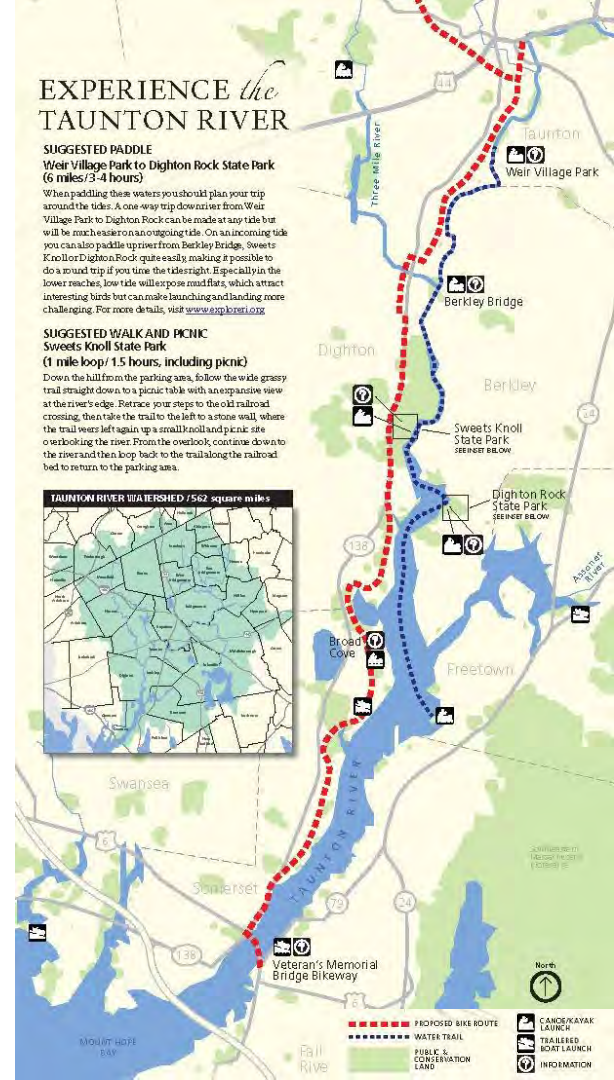 EXPERIENCE the
TAUNTON RIVER
SUGGESTED PADDLE
Weir Village Park to Dighton Rock State Park
(6 miles/3-4 hours)
When paddling these waters you should plan your trip
around the tides. A one-way trip downriver from Weir
Village Park to Dighton Rock can be made at any tide but
will be much easier on an outgoing tide. On an incoming tide
you can also paddle upriver from Berkley Bridge, Sweets
Knoll or Dighton Rock quite easily, making it possible to
do a round trip if you time the tides right. Especially in the
lower reaches, low tide will expose mudflats, which attract
interesting birds but can make launching and landing more
challenging. For more details, visit www.exploreri.org
SUGGESTED WALK AND PICNIC
Sweets Knoll State Park
(1 mile loop/ 1.5 hours, including picnic)
Down the hill from the parking area, follow the wide grassy
trail straight down to a picnic table with an expansive view
at the river's edge. Retrace your steps to the old railroad
crossing, then take the trail to the left to a stone wall, where
the trail veers left again up a small knoll and picnic site
overlooking the river. From the overlook, continue down to
the river and then loop back to the trail along the railroad
bed to return to the parking area.
TAUNTON RIVER WATERSHED / 562 square miles
44
Taunton
Three Mile River
Weir Village Park
Berkley Bridge
Dighton
Berkley
24
Sweets Knoll
State Park
SEE INSET BELOW
Dighton Rock
State Park
SEE INSET BELOW
138
Assonet
River
Broad
Cove
Freetown
Swansea
TAUNTON RIVER
6
Somerset
79
24
138
Veteran's Memorial
Bridge Bikeway
6
North
MOUNT HOPE
BAY
Fall
River
PROPOSED BIKE ROUTE
WATER TRAIL
PUBLIC &
CONSERVATION
LAND
CANOE/KAYAK
LAUNCH
TRAILERED
BOAT LAUNCH
INFORMATION